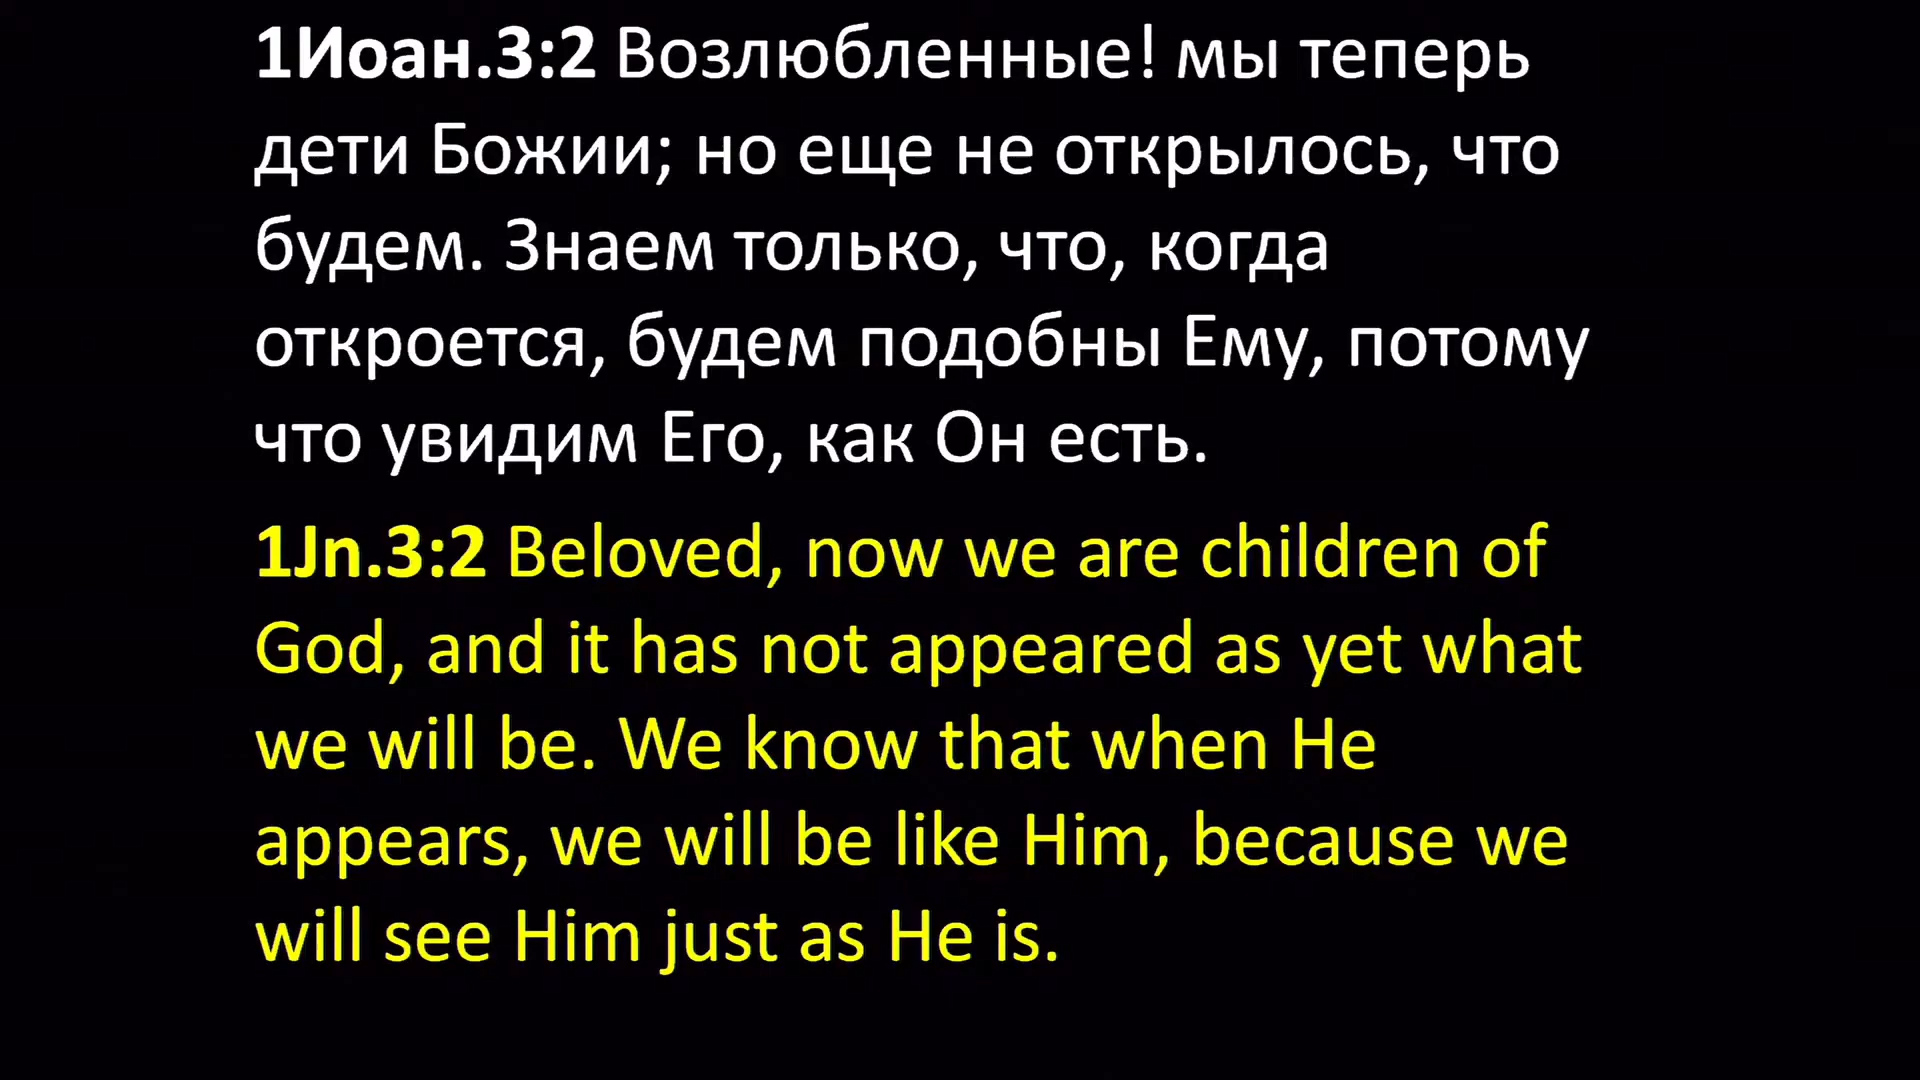 1Иоан.3:2 Возлюбленные! мы теперь
дети Божии; но еще не открылось, что
будем. Знаем только, что, когда
откроется, будем подобны Ему, потому
что увидим Его, как Он есть.
1Jn.3:2 Beloved, now we are children of
God, and it has not appeared as yet what
we will be. We know that when He
appears, we will be like Him, because we
will see Him just as He is.